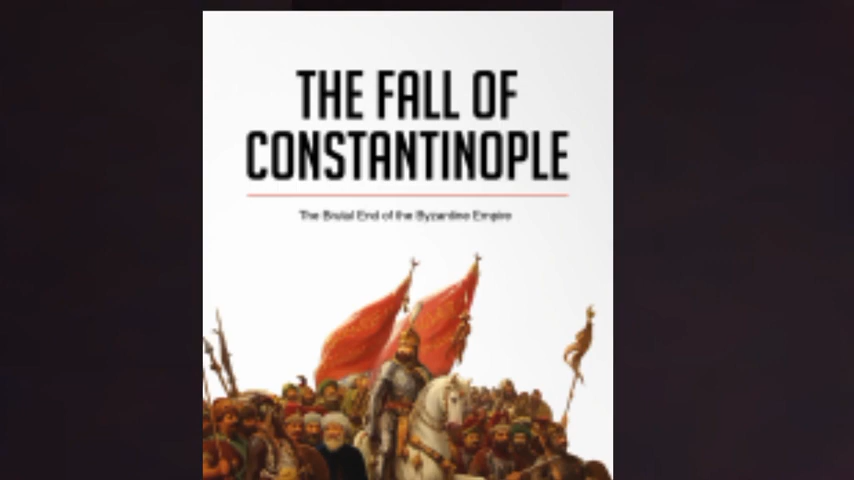 THE FALL OF
CONSTANTINOPLE
The Brutal End of the Byzantine Empire